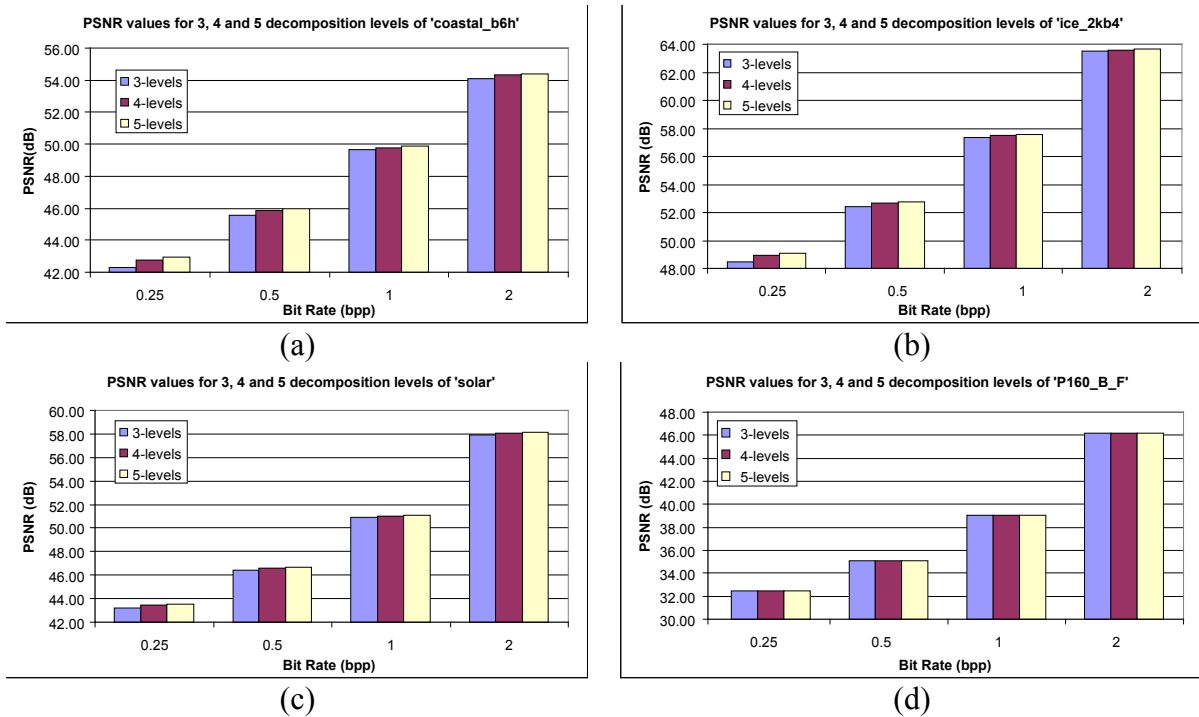 PSNR values for 3, 4 and 5 decomposition levels of 'coastal_b6h'
56.00
54.00
52.00
50.00
48.00
46.00
44.00
42.00
PSNR(dB)
3-levels
4-levels
5-levels
0.25 0.5 1 2
Bit Rate (bpp)
(a)
PSNR values for 3, 4 and 5 decomposition levels of 'ice_2kb4'
64.00
62.00
60.00
58.00
56.00
54.00
52.00
50.00
48.00
PSNR (dB)
3-levels
4-levels
5-levels
0.25 0.5 1 2
Bit Rate (bpp)
(b)
PSNR values for 3, 4 and 5 decomposition levels of 'solar'
60.00
58.00
56.00
54.00
52.00
50.00
48.00
46.00
44.00
42.00
PSNR (dB)
3-levels
4-levels
5-levels
0.25 0.5 1 2
Bit Rate (bpp)
(c)
PSNR values for 3, 4 and 5 decomposition levels of 'P160_B_F'
48.00
46.00
44.00
42.00
40.00
38.00
36.00
34.00
32.00
30.00
PSNR (dB)
3-levels
4-levels
5-levels
0.25 0.5 1 2
Bit Rate (bpp)
(d)